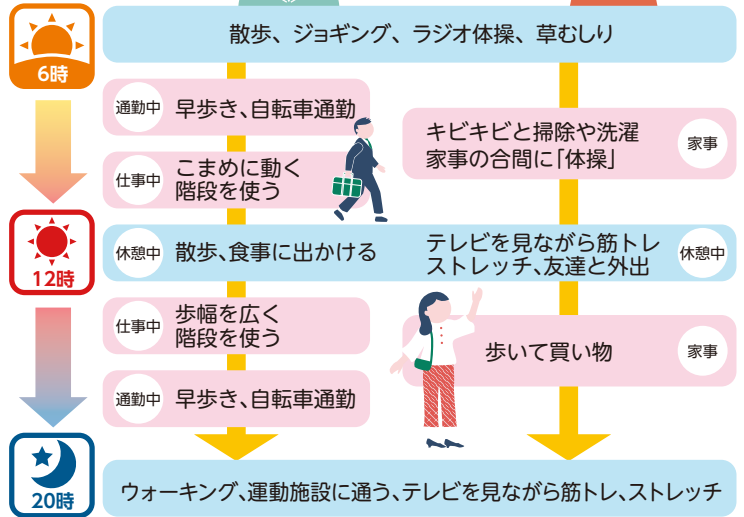 6時
散歩、ジョギング、ラジオ体操、草むしり
通勤中
早歩き、自転車通勤
仕事中
こまめに動く
階段を使う
キビキビと掃除や洗濯
家事の合間に「体操」
家事
12時
休憩中
散歩、食事に出かける
テレビを見ながら筋トレ
ストレッチ、友達と外出
休憩中
仕事中
歩幅を広く
階段を使う
通勤中
早歩き、自転車通勤
歩いて買い物
家事
20時
ウォーキング、運動施設に通う、テレビを見ながら筋トレ、ストレッチ